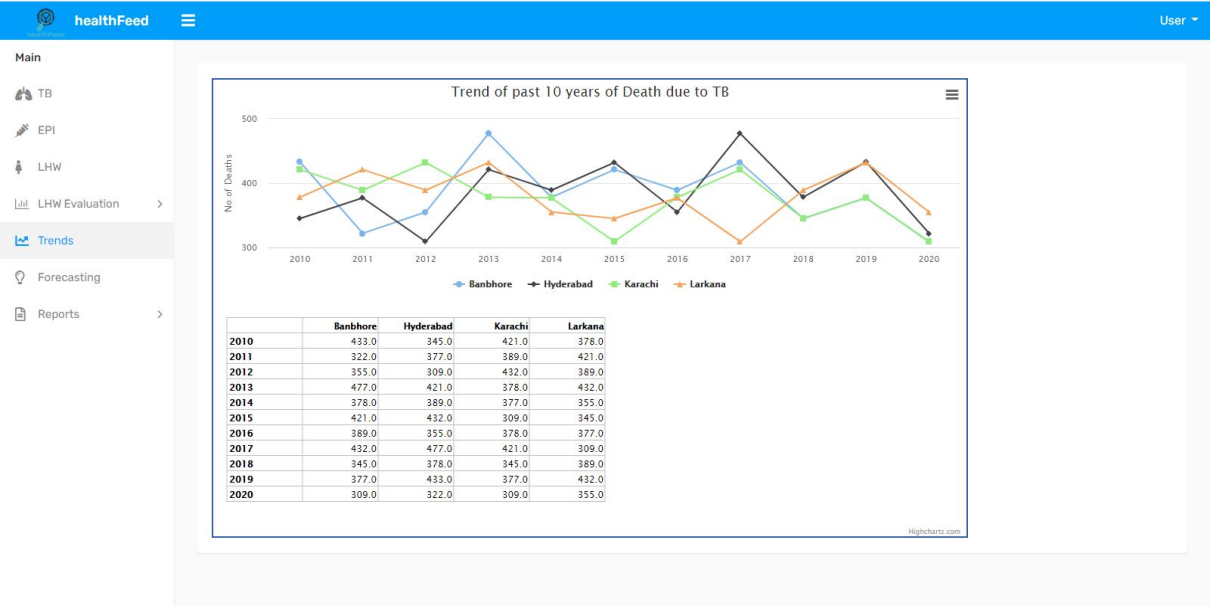 healthFeed
healthFeed
User
Main
TB
EPI
LHW
LHW Evaluation
Trends
Forecasting
Reports
Trend of past 10 years of Death due to TB
No of Deaths
500
400
300
2010 2011 2012 2013 2014 2015 2016 2017 2018 2019 2020
Banbhore Hyderabad Karachi Larkana
Banbhore Hyderabad Karachi Larkana
2010 433.0 345.0 421.0 378.0
2011 322.0 377.0 389.0 421.0
2012 355.0 309.0 432.0 389.0
2013 477.0 421.0 378.0 432.0
2014 378.0 389.0 377.0 355.0
2015 421.0 432.0 309.0 345.0
2016 389.0 355.0 378.0 377.0
2017 432.0 477.0 421.0 309.0
2018 345.0 378.0 345.0 389.0
2019 377.0 433.0 377.0 432.0
2020 309.0 322.0 309.0 355.0
Highcharts.com